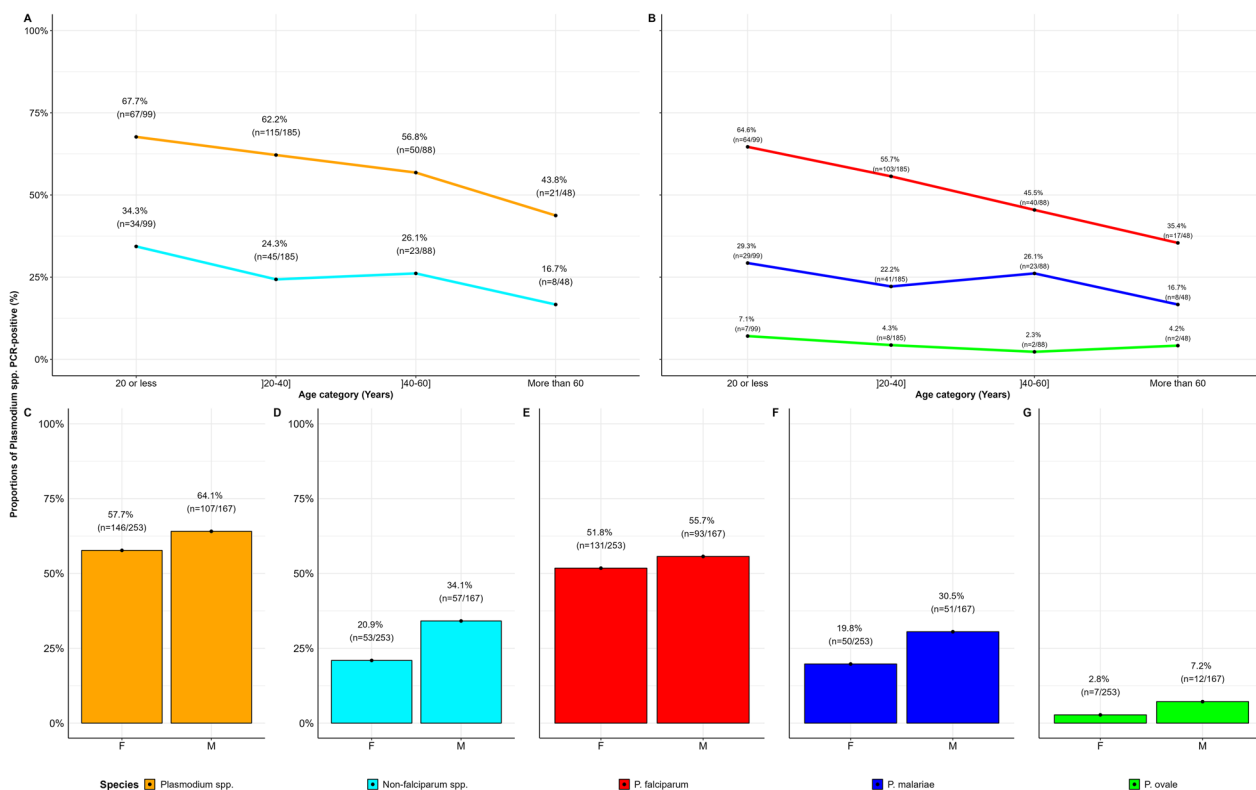 Proportions of Plasmodium spp. PCR-positive (%)
A
100%
75%
50%
25%
0%
67.7%
(n=67/99)
62.2%
(n=115/185)
56.8%
(n=50/88)
43.8%
(n=21/48)
34.3%
(n=34/99)
24.3%
(n=45/185)
26.1%
(n=23/88)
16.7%
(n=8/48)
20 or less
]20-40]
]40-60]
More than 60
Age category (Years)
B
64.6%
(n=64/99)
55.7%
(n=103/185)
45.5%
(n=40/88)
35.4%
(n=17/48)
29.3%
(n=29/99)
22.2%
(n=41/185)
26.1%
(n=23/88)
16.7%
(n=8/48)
7.1%
(n=7/99)
4.3%
(n=8/185)
2.3%
(n=2/88)
4.2%
(n=2/48)
20 or less
]20-40]
]40-60]
More than 60
Age category (Years)
C
100%
75%
50%
25%
0%
57.7%
(n=146/253)
64.1%
(n=107/167)
F
M
D
100%
75%
50%
25%
0%
20.9%
(n=53/253)
34.1%
(n=57/167)
F
M
E
51.8%
(n=131/253)
55.7%
(n=93/167)
F
M
F
19.8%
(n=50/253)
30.5%
(n=51/167)
F
M
G
2.8%
(n=7/253)
7.2%
(n=12/167)
F
M
Species
Plasmodium spp.
Non-falciparum spp.
P. falciparum
P. malariae
P. ovale